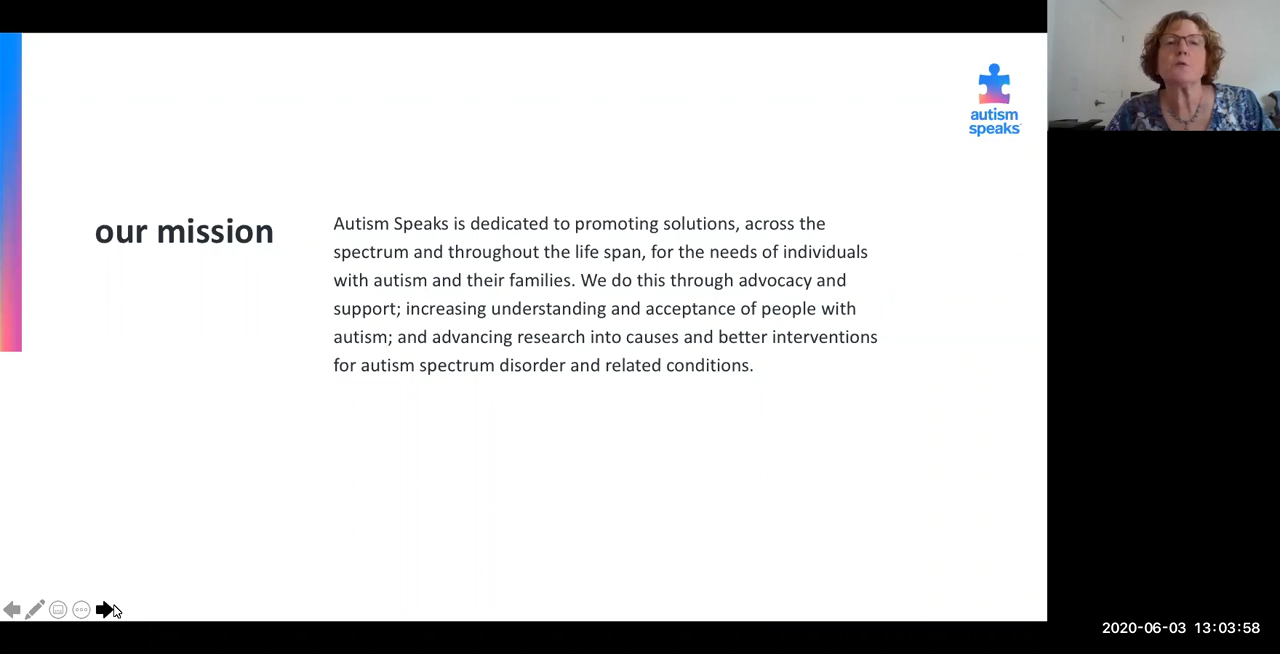 autism
speaks
our mission
Autism Speaks is dedicated to promoting solutions, across the
spectrum and throughout the life span, for the needs of individuals
with autism and their families. We do this through advocacy and
support; increasing understanding and acceptance of people with
autism; and advancing research into causes and better interventions
for autism spectrum disorder and related conditions.
2020-06-03 13:03:58